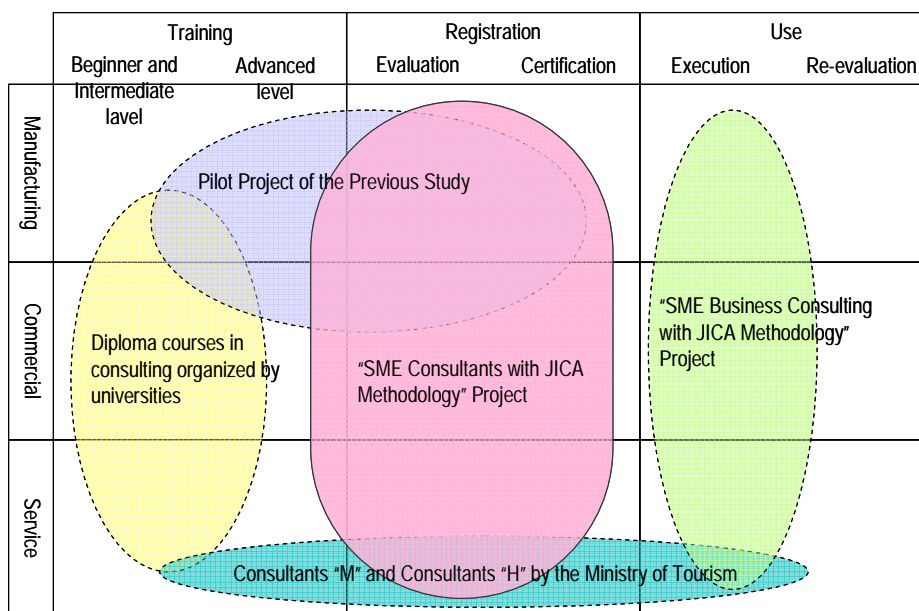 Training
Registration
Use
Beginner and
Intermediate
lavel
Advanced
level
Evaluation
Certification
Execution
Re-evaluation
Manufacturing
Pilot Project of the Previous Study
Commercial
Diploma courses in
consulting organized by
universities
“SME Consultants with JICA
Methodology” Project
“SME Business Consulting
with JICA Methodology”
Project
Service
Consultants “M” and Consultants “H” by the Ministry of Tourism